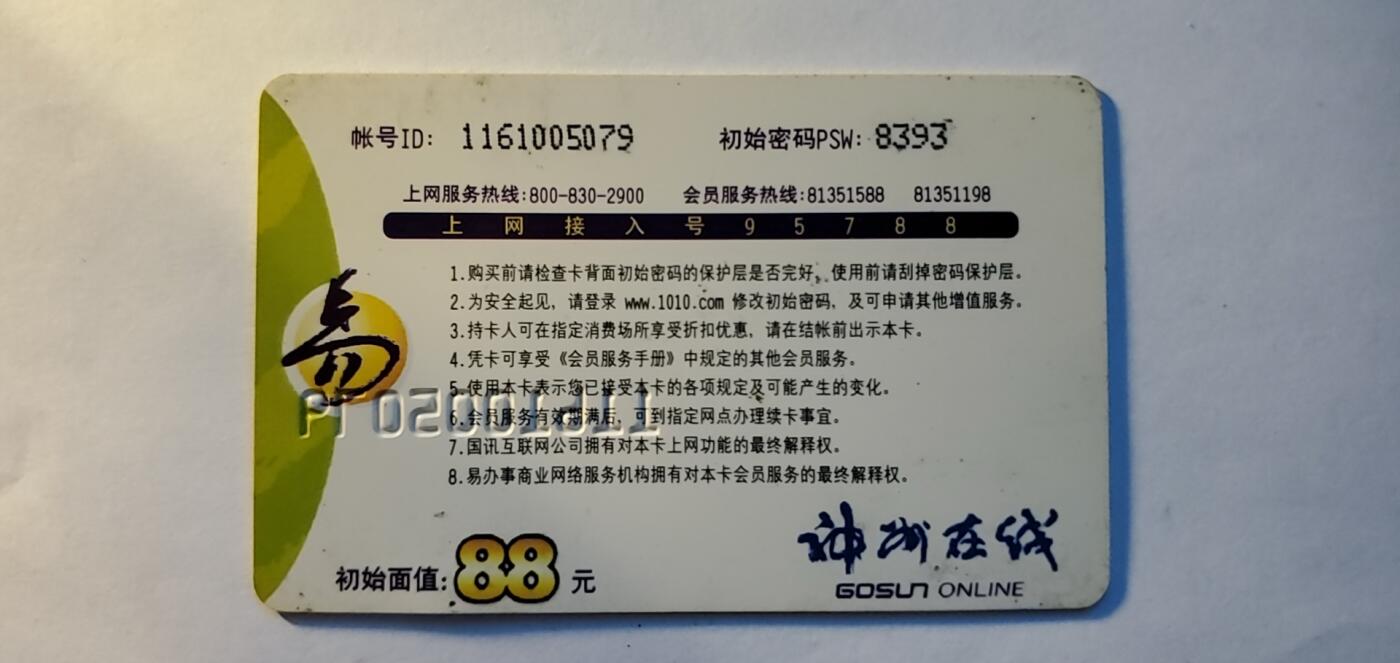 帐号ID: 1161005079 初始密码PSW: 8393
上网服务热线:800-830-2900 会员服务热线:81351588 81351198
上网接入号95788
1.购买前请检查卡背面初始密码的保护层是否完好。使用前请刮掉密码保护层。
2.为安全起见,请登录 www.1010.com 修改初始密码,及可申请其他增值服务。
3.持卡人可在指定消费场所享受折扣优惠,请在结帐前出示本卡。
4.凭卡可享受《会员服务手册》中规定的其他会员服务。
5.使用本卡表示您已接受本卡的各项规定及可能产生的变化。
6.会员服务有效期满后,可到指定网点办理续卡事宜。
7.国讯互联网公司拥有对本卡上网功能的最终解释权。
8.易办事商业网络服务机构拥有对本卡会员服务的最终解释权。
易
初始面值:88元
神州在线
GOSUN ONLINE